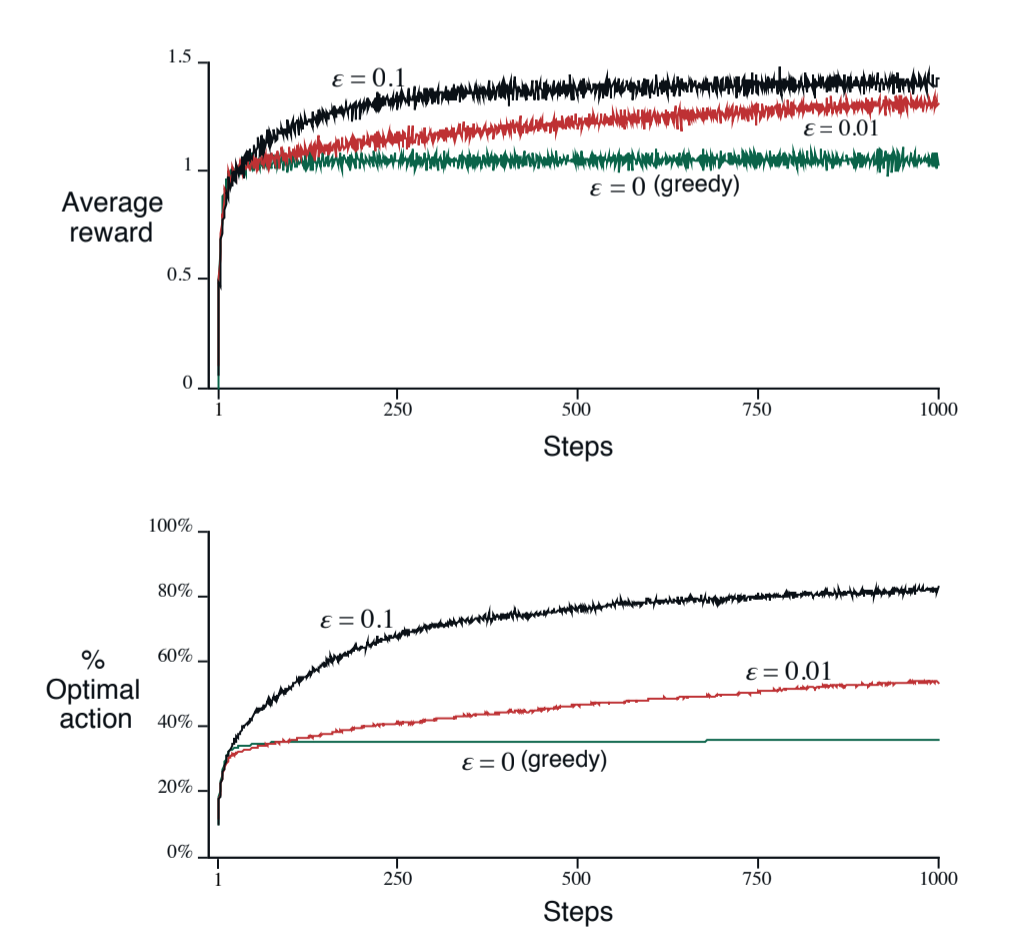 1.5
ε = 0.1
ε = 0.01
1
ε = 0 (greedy)
Average
reward
0.5
0
1
250
500
750
1000
Steps
100%
80%
ε = 0.1
%
Optimal
action
60%
ε = 0.01
40%
ε = 0 (greedy)
20%
0%
1
250
500
750
1000
Steps